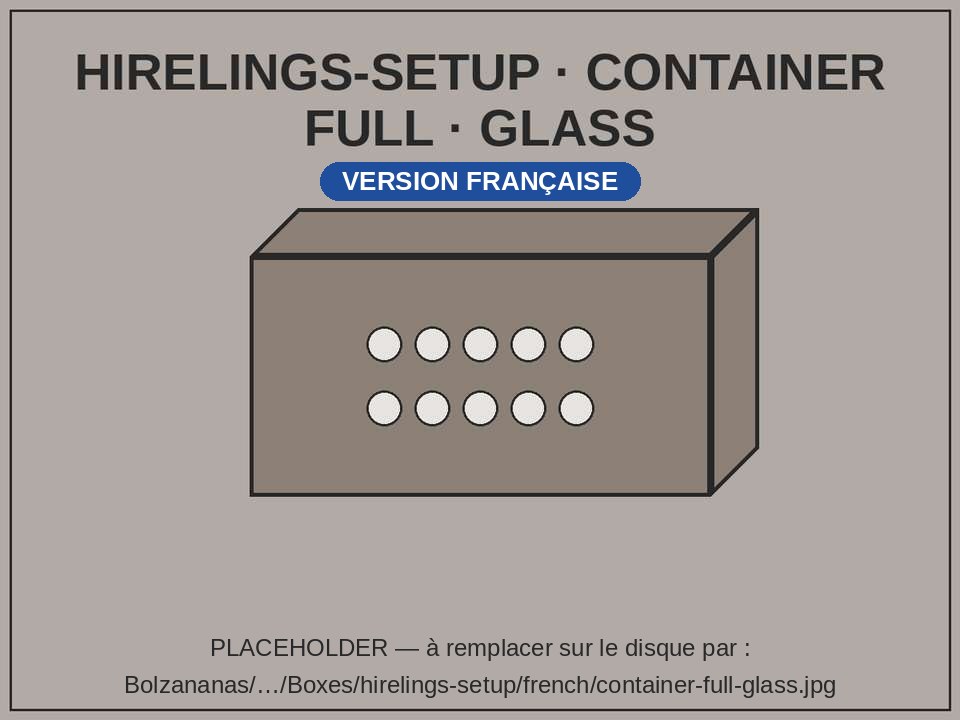 HIRELINGS-SETUP · CONTAINER
FULL · GLASS
VERSION FRANÇAISE
PLACEHOLDER — à remplacer sur le disque par :
Bolzananas/…/Boxes/hirelings-setup/french/container-full-glass.jpg